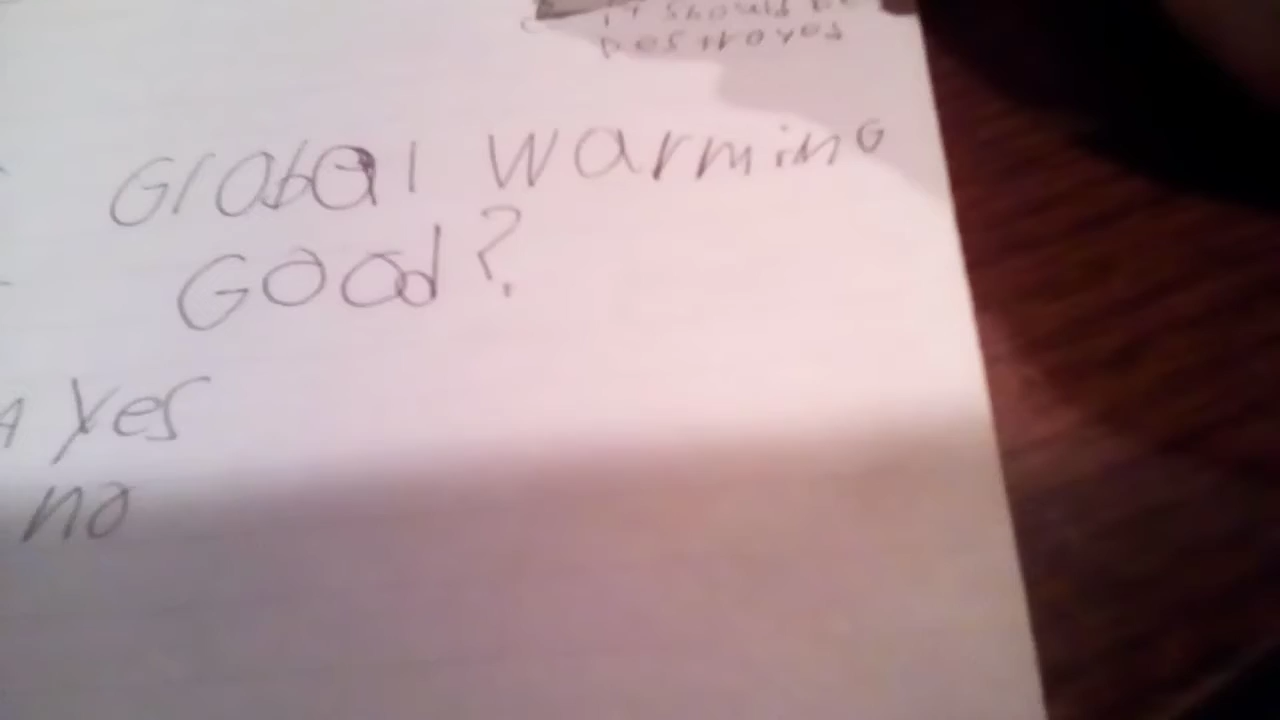 it should be
Destroyed
Global warming
Good?
A yes
no